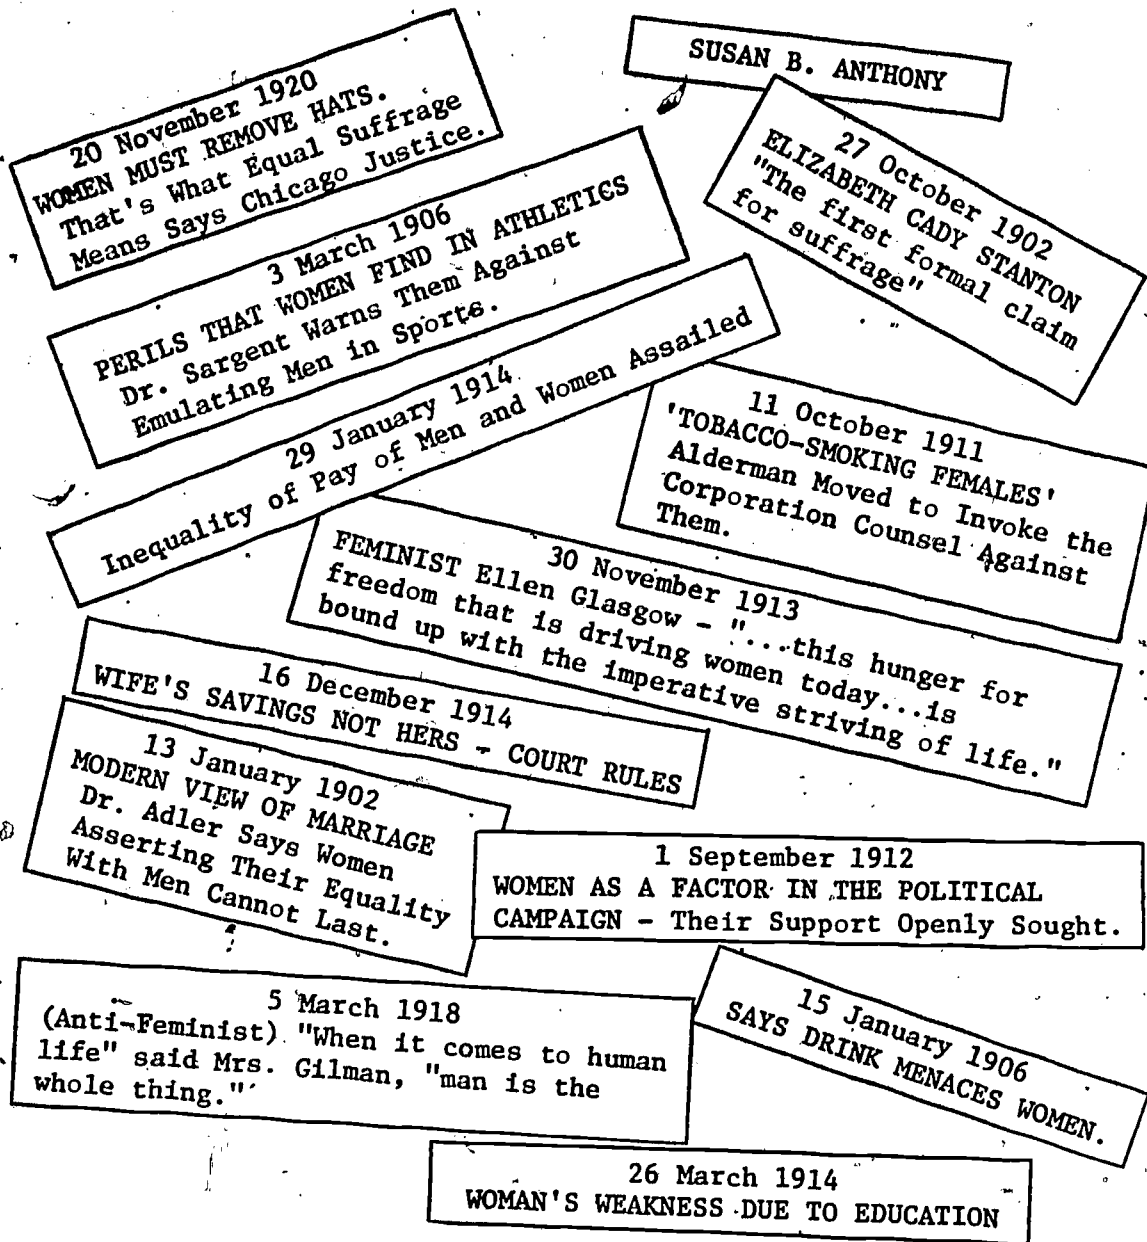 SUSAN B. ANTHONY
20 November 1920
WOMEN MUST REMOVE HATS.
That's What Equal Suffrage
Means Says Chicago Justice.
27 October 1902
ELIZABETH CADY STANTON
"The first formal claim
for suffrage"
3 March 1906
PERILS THAT WOMEN FIND IN ATHLETICS
Dr. Sargent Warns Them Against
Emulating Men in Sports.
29 January 1914
Inequality of Pay of Men and Women Assailed
11 October 1911
'TOBACCO-SMOKING FEMALES'
Alderman Moved to Invoke the
Corporation Counsel Against
Them.
30 November 1913
FEMINIST Ellen Glasgow - "...this hunger for
freedom that is driving women today...is
bound up with the imperative striving of life."
16 December 1914
WIFE'S SAVINGS NOT HERS - COURT RULES
13 January 1902
MODERN VIEW OF MARRIAGE
Dr. Adler Says Women
Asserting Their Equality
With Men Cannot Last.
1 September 1912
WOMEN AS A FACTOR IN THE POLITICAL
CAMPAIGN - Their Support Openly Sought.
5 March 1918
(Anti-Feminist) "When it comes to human
life" said Mrs. Gilman, "man is the
whole thing."
15 January 1906
SAYS DRINK MENACES WOMEN.
26 March 1914
WOMAN'S WEAKNESS DUE TO EDUCATION